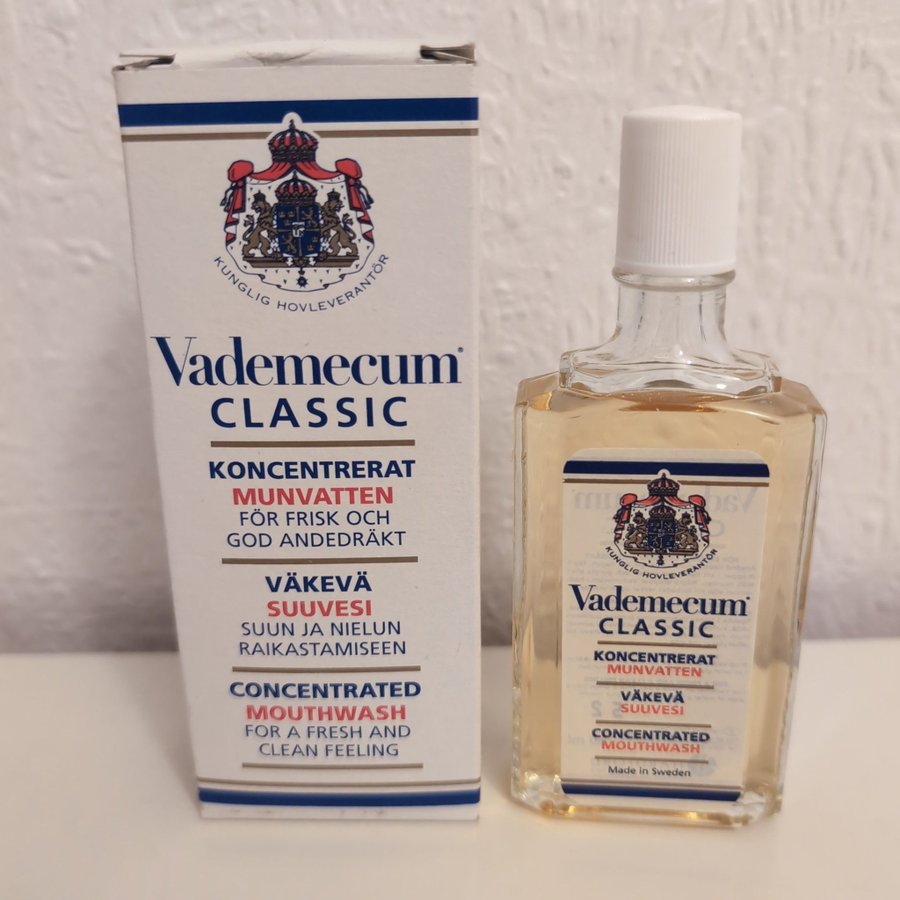 KUNGLIG HOVLEVERANTÖR
Vademecum®
CLASSIC
KONCENTRERAT
MUNVATTEN
FÖR FRISK OCH
GOD ANDEDRÄKT
VÄKEVÄ
SUUVESI
SUUN JA NIELUN
RAIKASTAMISEEN
CONCENTRATED
MOUTHWASH
FOR A FRESH AND
CLEAN FEELING
KUNGLIG HOVLEVERANTÖR
Vademecum®
CLASSIC
KONCENTRERAT
MUNVATTEN
VÄKEVÄ
SUUVESI
CONCENTRATED
MOUTHWASH
Made in Sweden